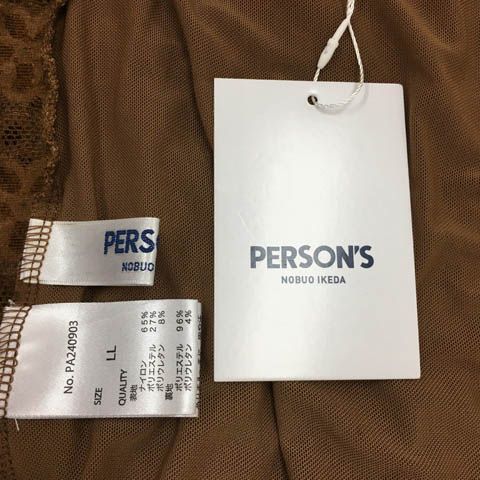 PERSON'S
NOBUO IKEDA
PERS
NOBUO
No. PA240903
SIZE LL
QUALITY
表地
ナイロン 65%
ポリエステル 27%
ポリウレタン 8%
裏地
ポリエステル 96%
ポリウレタン 4%